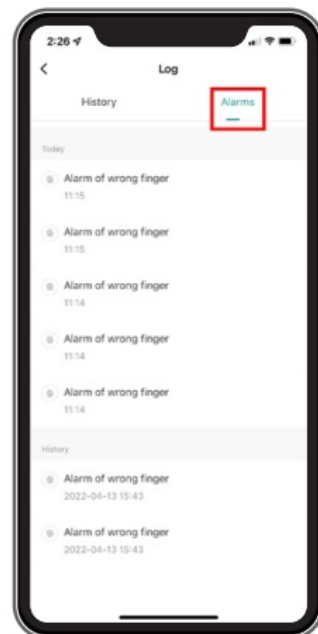 2:26
Log
History Alarms
Today
Alarm of wrong finger
11:15
Alarm of wrong finger
11:15
Alarm of wrong finger
11:14
Alarm of wrong finger
11:14
Alarm of wrong finger
11:14
History
Alarm of wrong finger
2022-04-13 15:43
Alarm of wrong finger
2022-04-13 15:43